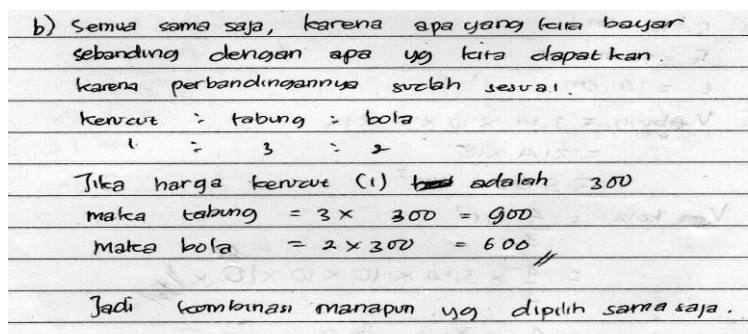 b) Semua sama saja, karena apa yang kita bayar
sebanding dengan apa yg kita dapatkan.
karena perbandingannya sudah sesuai.
kerucut : tabung : bola
1 : 3 : 2
Jika harga kerucut (1) adalah 300
maka tabung = 3 × 300 = 900
maka bola = 2 × 300 = 600 //
Jadi kombinasi manapun yg dipilih sama saja.